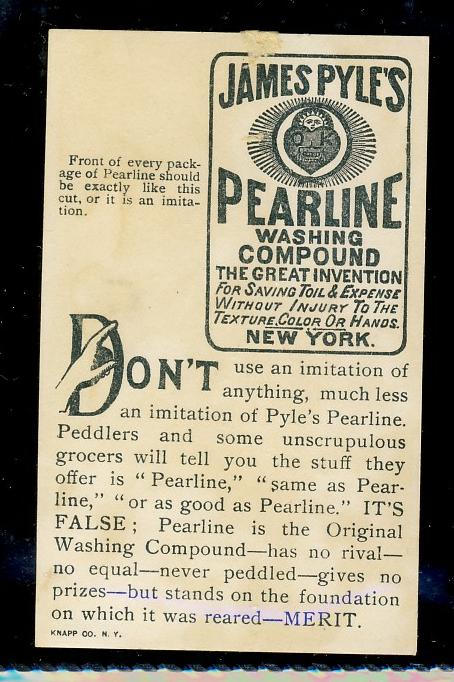 JAMES PYLE'S
O.K
PEARLINE
WASHING
COMPOUND
THE GREAT INVENTION
FOR SAVING TOIL & EXPENSE
WITHOUT INJURY TO THE
TEXTURE.COLOR OR HANDS.
NEW YORK.
Front of every pack-
age of Pearline should
be exactly like this
cut, or it is an imita-
tion.
DON'T use an imitation of
anything, much less
an imitation of Pyle's Pearline.
Peddlers and some unscrupulous
grocers will tell you the stuff they
offer is "Pearline," "same as Pear-
line," "or as good as Pearline." IT'S
FALSE; Pearline is the Original
Washing Compound—has no rival—
no equal—never peddled—gives no
prizes—but stands on the foundation
on which it was reared—MERIT.
KNAPP CO. N. Y.